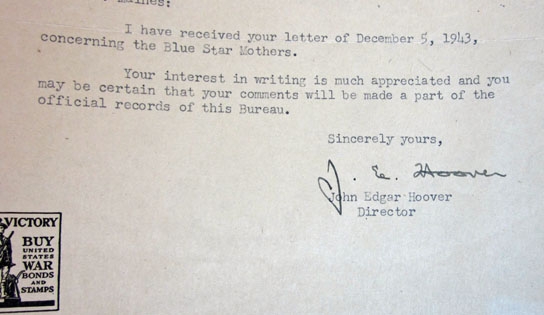 I have received your letter of December 5, 1943,
concerning the Blue Star Mothers.
Your interest in writing is much appreciated and you
may be certain that your comments will be made a part of the
official records of this Bureau.
Sincerely yours,
J. E. Hoover
John Edgar Hoover
Director
VICTORY
BUY
UNITED
STATES
WAR
BONDS
AND
STAMPS